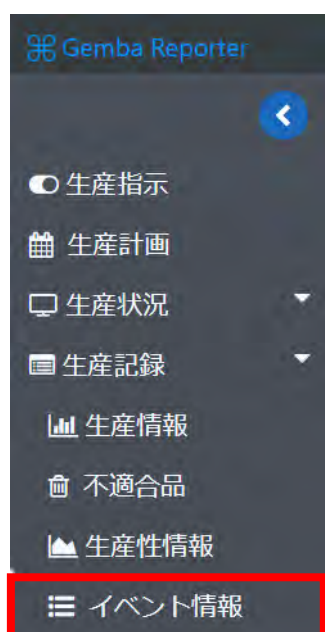 Gemba Reporter
生産指示
生産計画
生産状況
生産記録
生産情報
不適合品
生産性情報
イベント情報